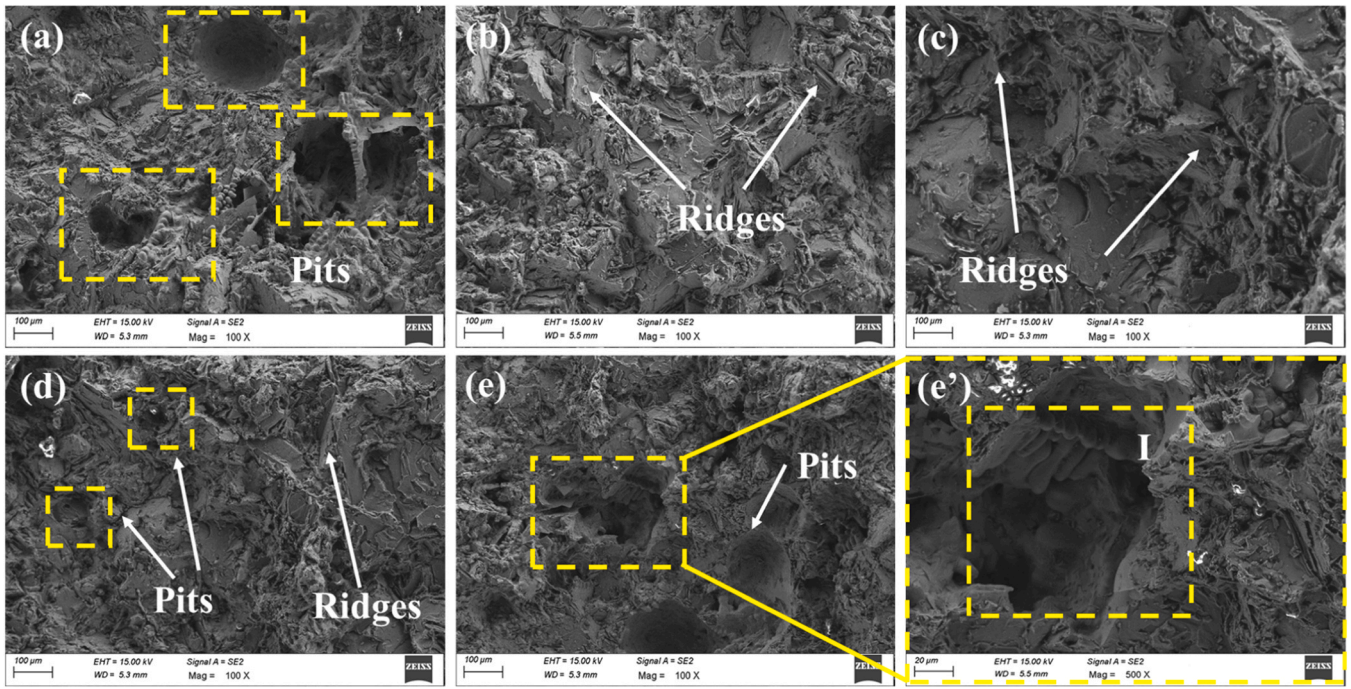 (a)
Pits
100 µm
EHT = 15.00 kV
Signal A = SE2
WD = 5.3 mm
Mag = 100 X
ZEISS
(b)
Ridges
100 µm
EHT = 15.00 kV
Signal A = SE2
WD = 5.5 mm
Mag = 100 X
ZEISS
(c)
Ridges
100 µm
EHT = 15.00 kV
Signal A = SE2
WD = 5.3 mm
Mag = 100 X
ZEISS
(d)
Pits
Ridges
100 µm
EHT = 15.00 kV
Signal A = SE2
WD = 5.3 mm
Mag = 100 X
ZEISS
(e)
Pits
100 µm
EHT = 15.00 kV
Signal A = SE2
WD = 5.3 mm
Mag = 100 X
ZEISS
(e')
I
20 µm
EHT = 15.00 kV
Signal A = SE2
WD = 5.5 mm
Mag = 500 X
ZEISS